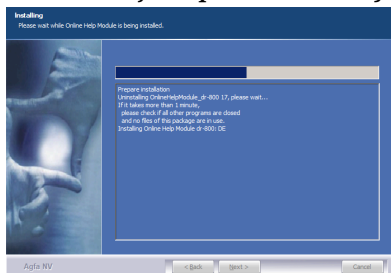 Installing
Please wait while Online Help Module is being installed.
Prepare installation
Uninstalling OnlineHelpModule_dr-800 17, please wait...
If it takes more than 1 minute,
please check if all other programs are closed
and no files of this package are in use.
Installing Online Help Module dr-800: DE
Agfa NV
< Back
Next >
Cancel